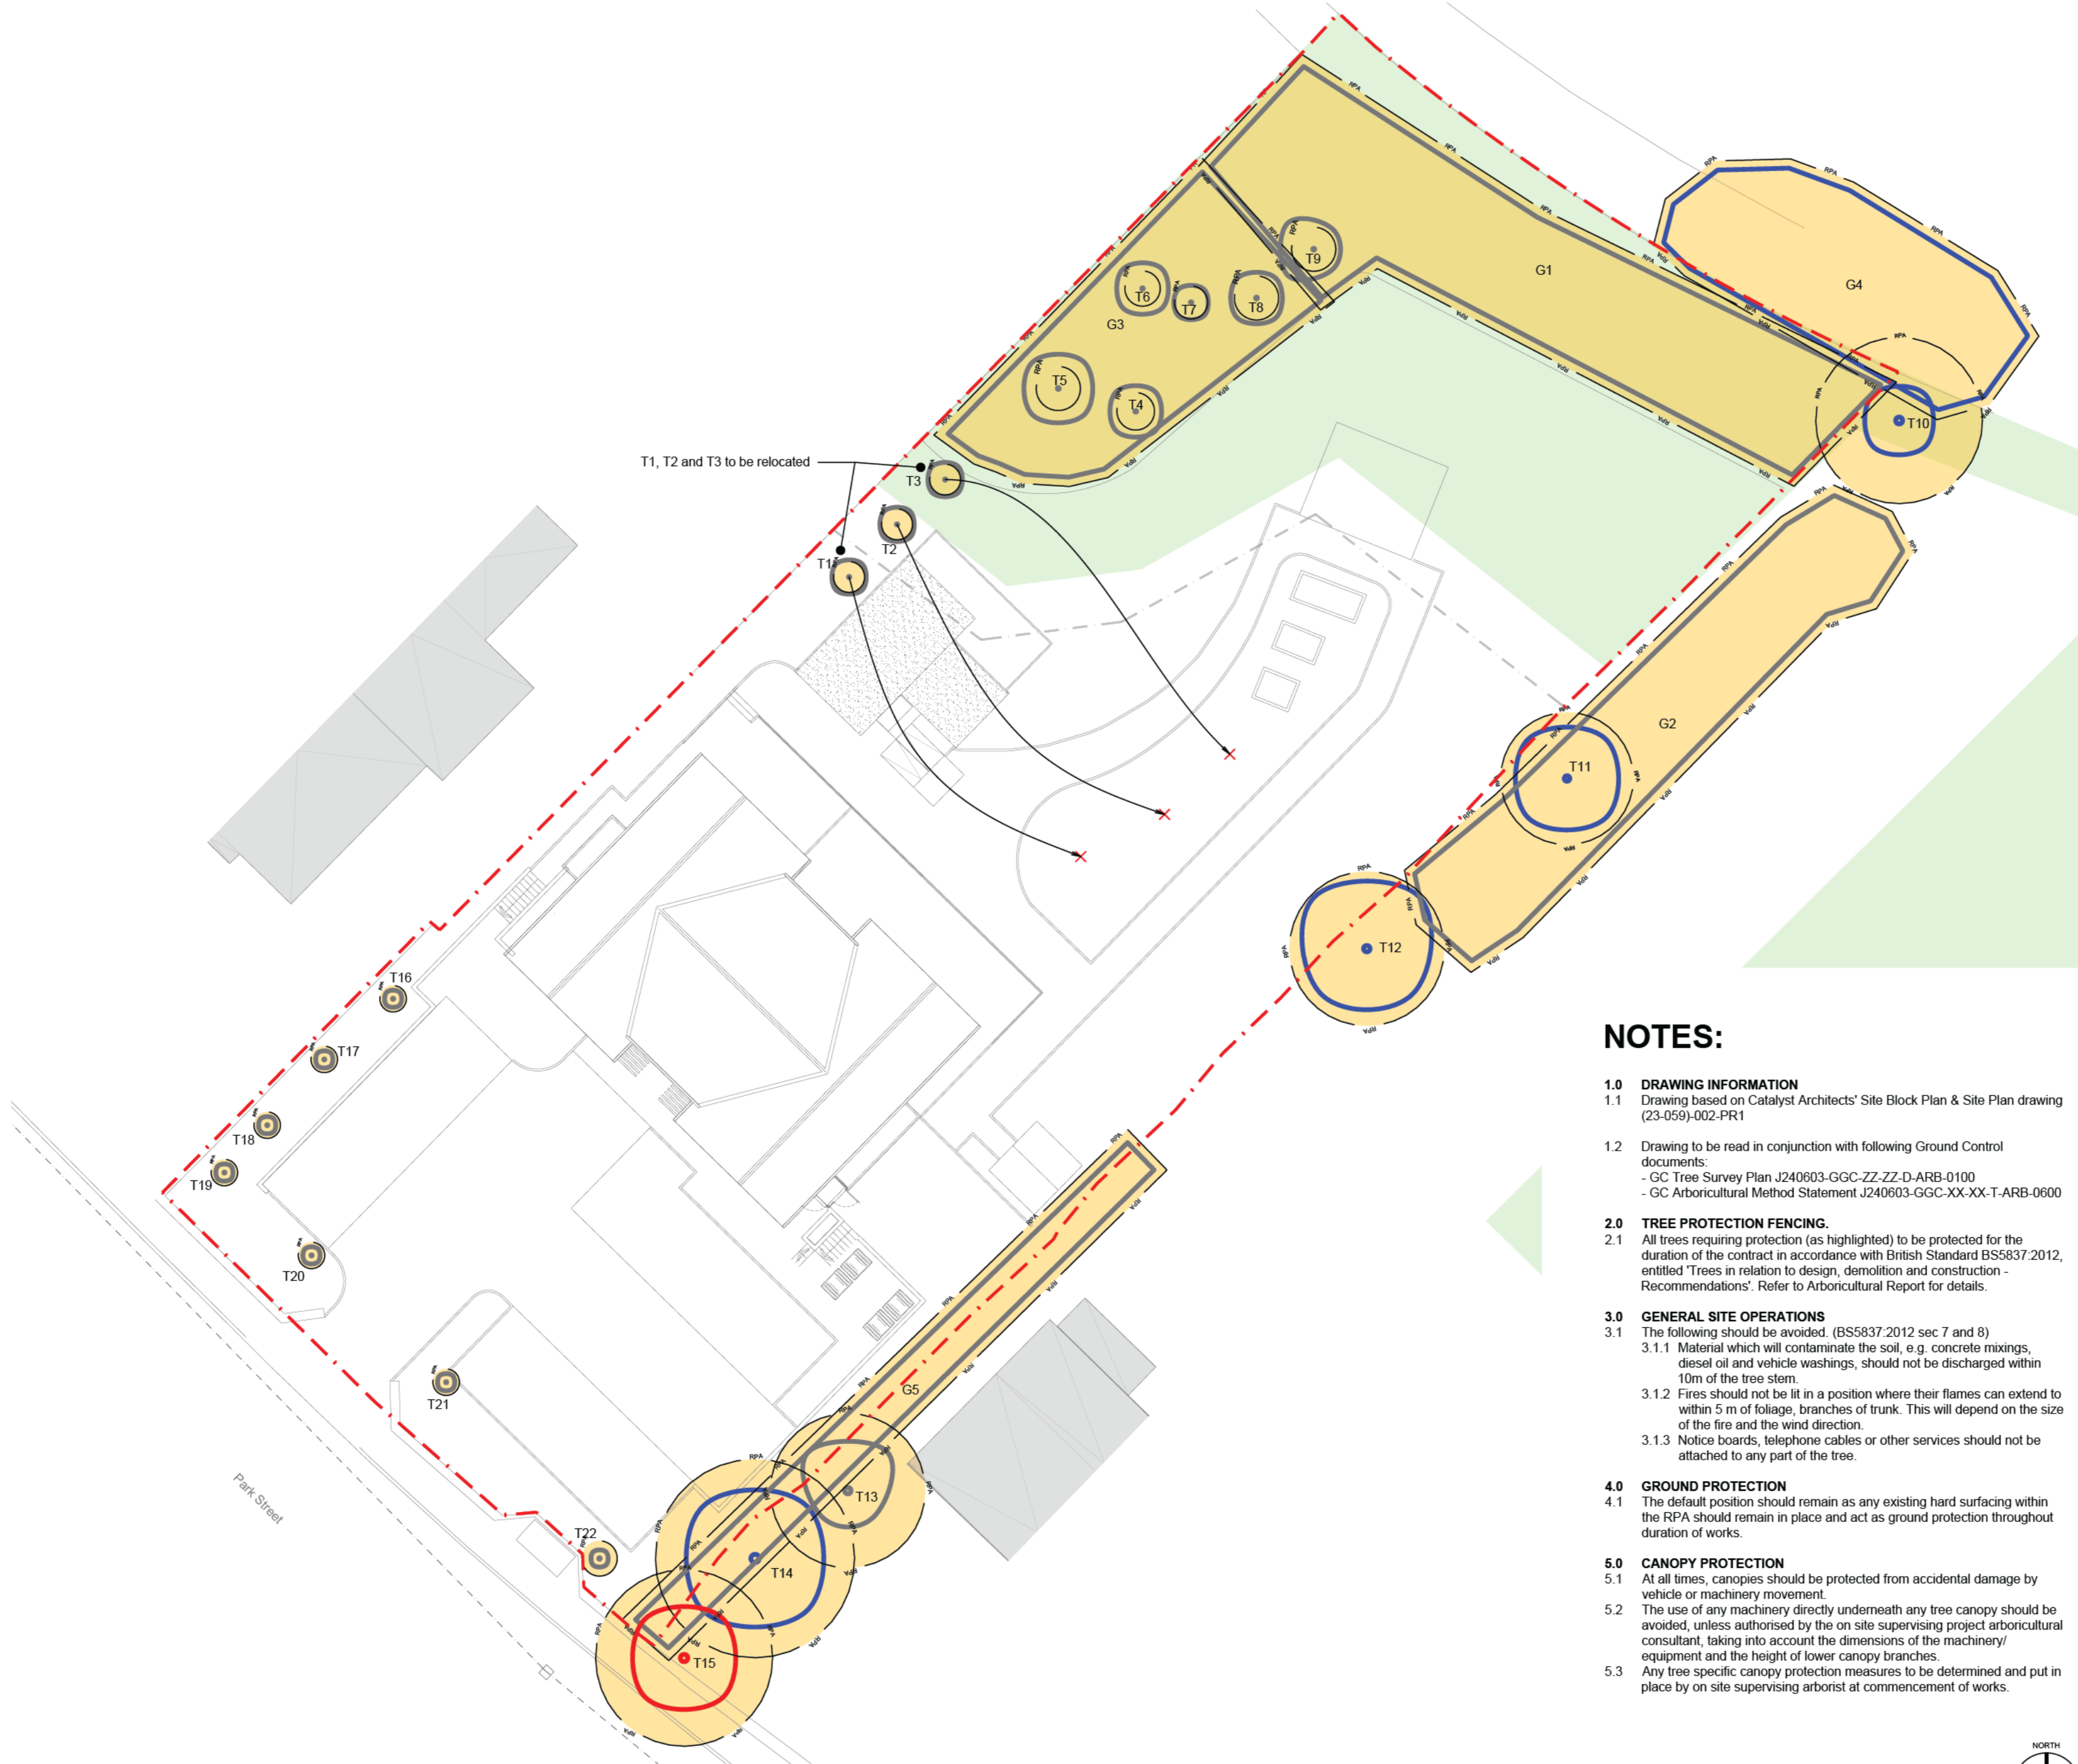 G1
G4
T9
T6
T7
T8
G3
T5
T4
T10
T1, T2 and T3 to be relocated
T3
T2
T1
G2
T11
T12
T16
T17
T18
T19
T20
T21
T22
G5
T13
T14
T15
Park Street
RPA
NOTES:
1.0 DRAWING INFORMATION
1.1 Drawing based on Catalyst Architects' Site Block Plan & Site Plan drawing
(23-059)-002-PR1
1.2 Drawing to be read in conjunction with following Ground Control
documents:
- GC Tree Survey Plan J240603-GGC-ZZ-ZZ-D-ARB-0100
- GC Arboricultural Method Statement J240603-GGC-XX-XX-T-ARB-0600
2.0 TREE PROTECTION FENCING.
2.1 All trees requiring protection (as highlighted) to be protected for the
duration of the contract in accordance with British Standard BS5837:2012,
entitled 'Trees in relation to design, demolition and construction -
Recommendations'. Refer to Arboricultural Report for details.
3.0 GENERAL SITE OPERATIONS
3.1 The following should be avoided. (BS5837:2012 sec 7 and 8)
3.1.1 Material which will contaminate the soil, e.g. concrete mixings,
diesel oil and vehicle washings, should not be discharged within
10m of the tree stem.
3.1.2 Fires should not be lit in a position where their flames can extend to
within 5 m of foliage, branches of trunk. This will depend on the size
of the fire and the wind direction.
3.1.3 Notice boards, telephone cables or other services should not be
attached to any part of the tree.
4.0 GROUND PROTECTION
4.1 The default position should remain as any existing hard surfacing within
the RPA should remain in place and act as ground protection throughout
duration of works.
5.0 CANOPY PROTECTION
5.1 At all times, canopies should be protected from accidental damage by
vehicle or machinery movement.
5.2 The use of any machinery directly underneath any tree canopy should be
avoided, unless authorised by the on site supervising project arboricultural
consultant, taking into account the dimensions of the machinery/
equipment and the height of lower canopy branches.
5.3 Any tree specific canopy protection measures to be determined and put in
place by on site supervising arborist at commencement of works.
NORTH